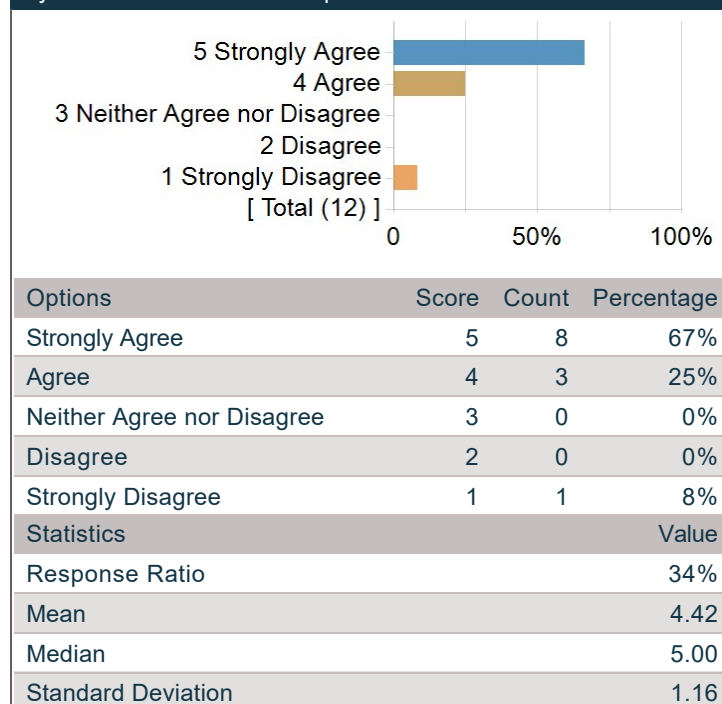 5 Strongly Agree
4 Agree
3 Neither Agree nor Disagree
2 Disagree
1 Strongly Disagree
[ Total (12) ]
0 50% 100%
Options Score Count Percentage
Strongly Agree 5 8 67%
Agree 4 3 25%
Neither Agree nor Disagree 3 0 0%
Disagree 2 0 0%
Strongly Disagree 1 1 8%
Statistics Value
Response Ratio 34%
Mean 4.42
Median 5.00
Standard Deviation 1.16